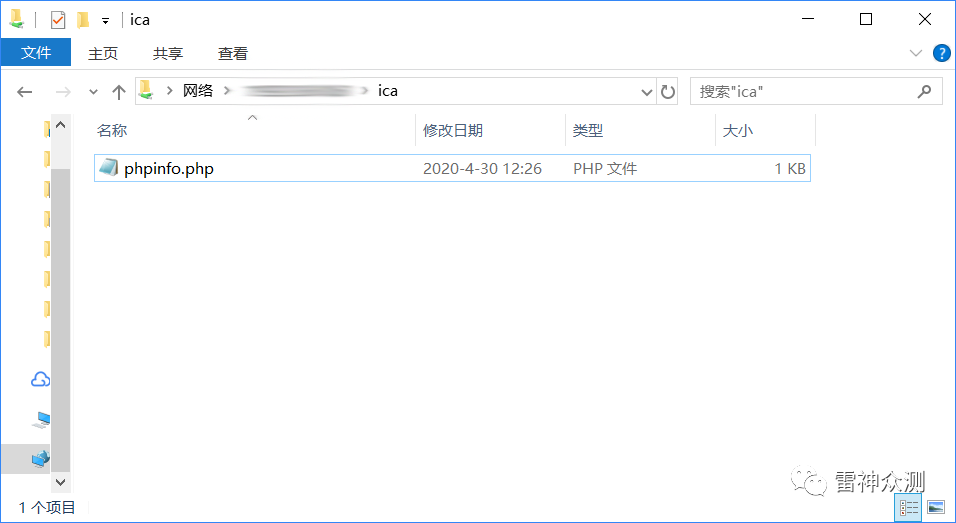 ica
文件 主页 共享 查看
网络 ica 搜索"ica"
名称 修改日期 类型 大小
phpinfo.php 2020-4-30 12:26 PHP 文件 1 KB
雷神众测
1 个项目